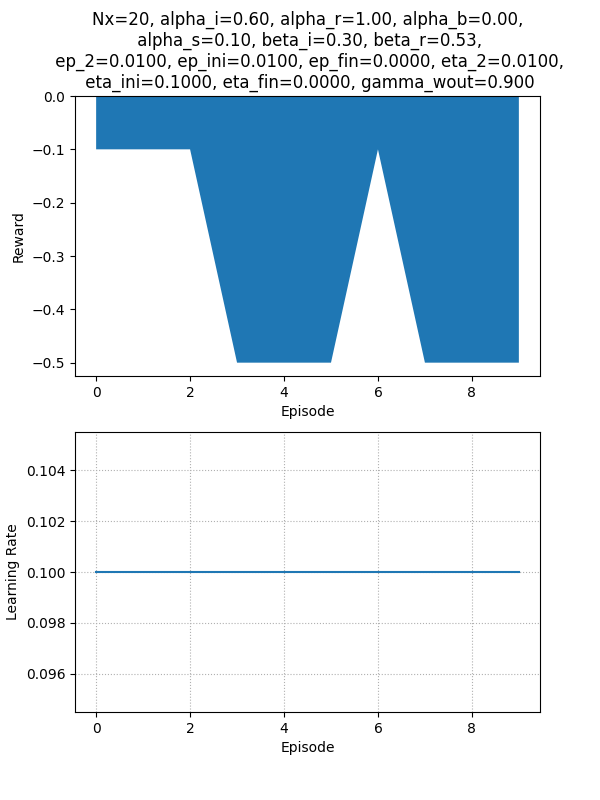 Nx=20, alpha_i=0.60, alpha_r=1.00, alpha_b=0.00,
alpha_s=0.10, beta_i=0.30, beta_r=0.53,
ep_2=0.0100, ep_ini=0.0100, ep_fin=0.0000, eta_2=0.0100,
eta_ini=0.1000, eta_fin=0.0000, gamma_wout=0.900
0.0
−0.1
−0.2
−0.3
−0.4
−0.5
Reward
0 2 4 6 8
Episode
0.104
0.102
0.100
0.098
0.096
Learning Rate
0 2 4 6 8
Episode